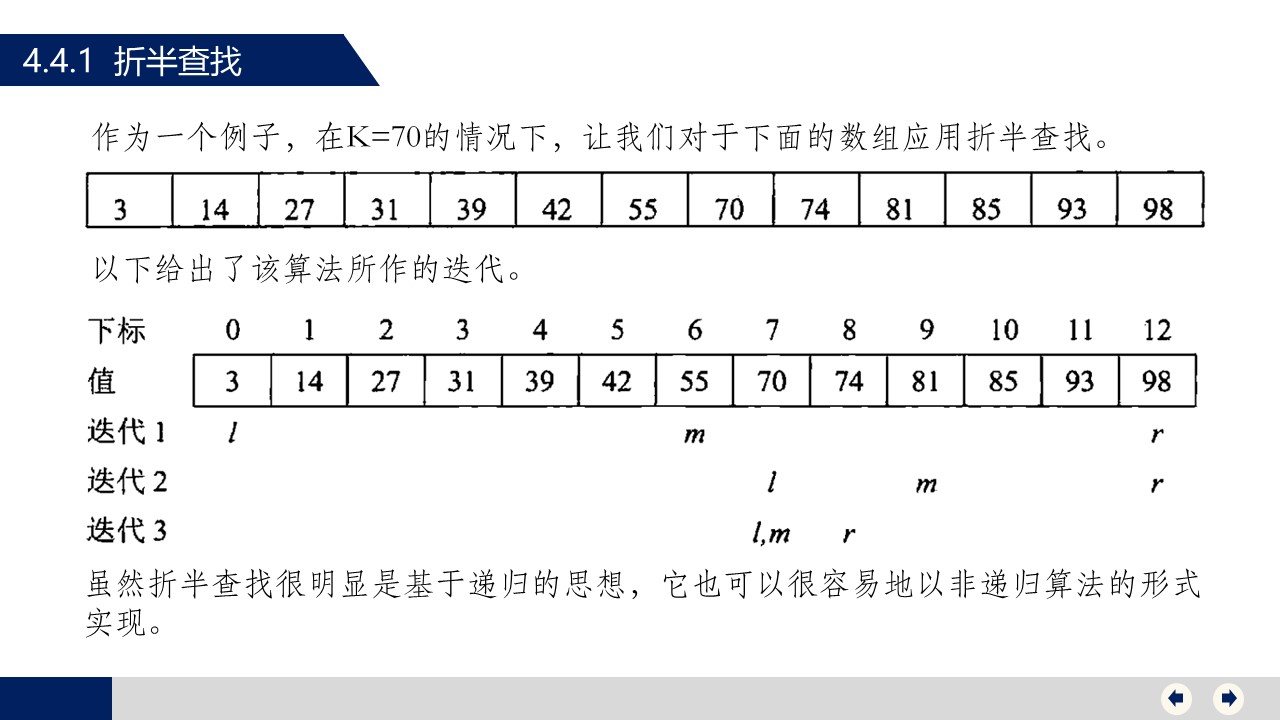 4.4.1 折半查找
作为一个例子，在K=70的情况下，让我们对于下面的数组应用折半查找。
3 14 27 31 39 42 55 70 74 81 85 93 98
以下给出了该算法所作的迭代。
下标 0 1 2 3 4 5 6 7 8 9 10 11 12
值 3 14 27 31 39 42 55 70 74 81 85 93 98
迭代 1 l m r
迭代 2 l m r
迭代 3 l,m r
虽然折半查找很明显是基于递归的思想，它也可以很容易地以非递归算法的形式
实现。